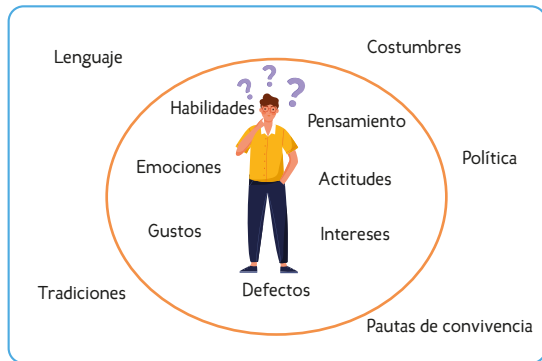 Costumbres
Lenguaje
? ? ?
Habilidades
Pensamiento
Política
Emociones
Actitudes
Gustos
Intereses
Tradiciones
Defectos
Pautas de convivencia